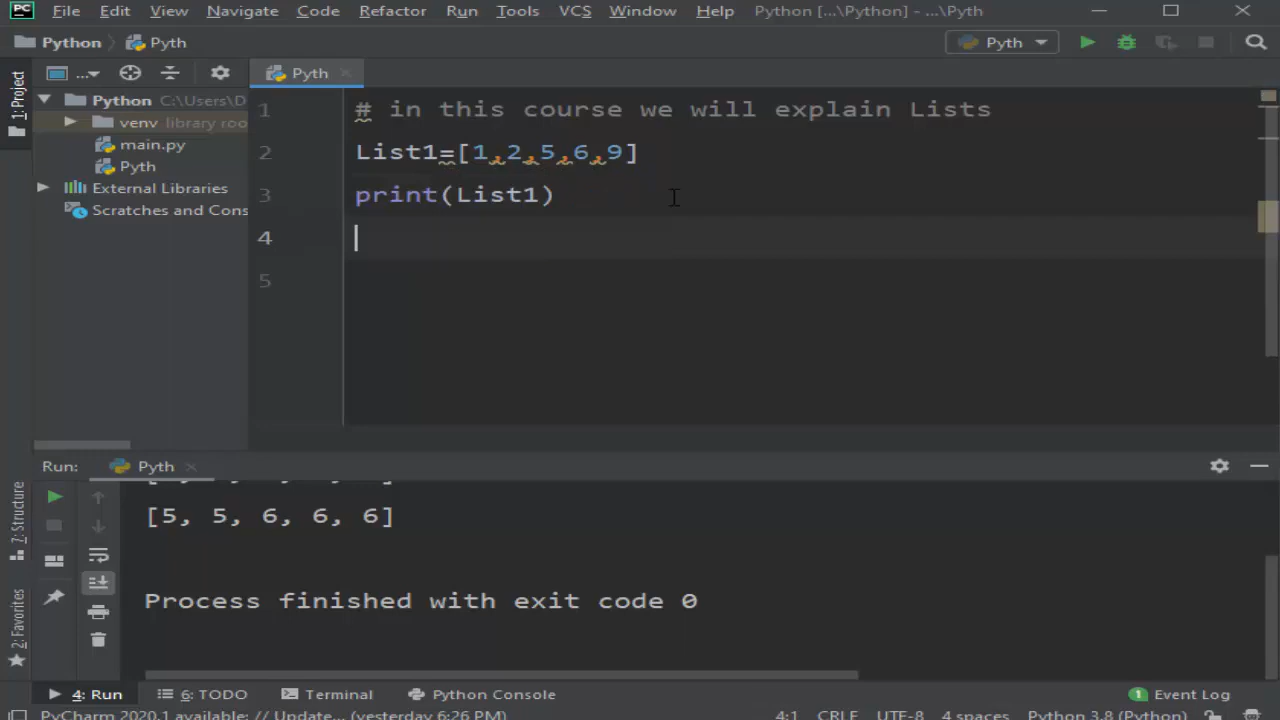 PC File Edit View Navigate Code Refactor Run Tools VCS Window Help Python [...\Python] - ...\Pyth
Python Pyth Pyth
1: Project
... Pyth
Python C:\Users\D
venv library roo
main.py
Pyth
External Libraries
Scratches and Cons
1 # in this course we will explain Lists
2 List1=[1,2,5,6,9]
3 print(List1)
4
5
Run: Pyth
[5, 5, 6, 6, 6]
Process finished with exit code 0
7: Structure
2: Favorites
4: Run 6: TODO Terminal Python Console 1 Event Log
PyCharm 2020.1 available: // Update... (yesterday 6:26 PM) 4:1 CRLF UTF-8 4 spaces Python 3.8 (Python)